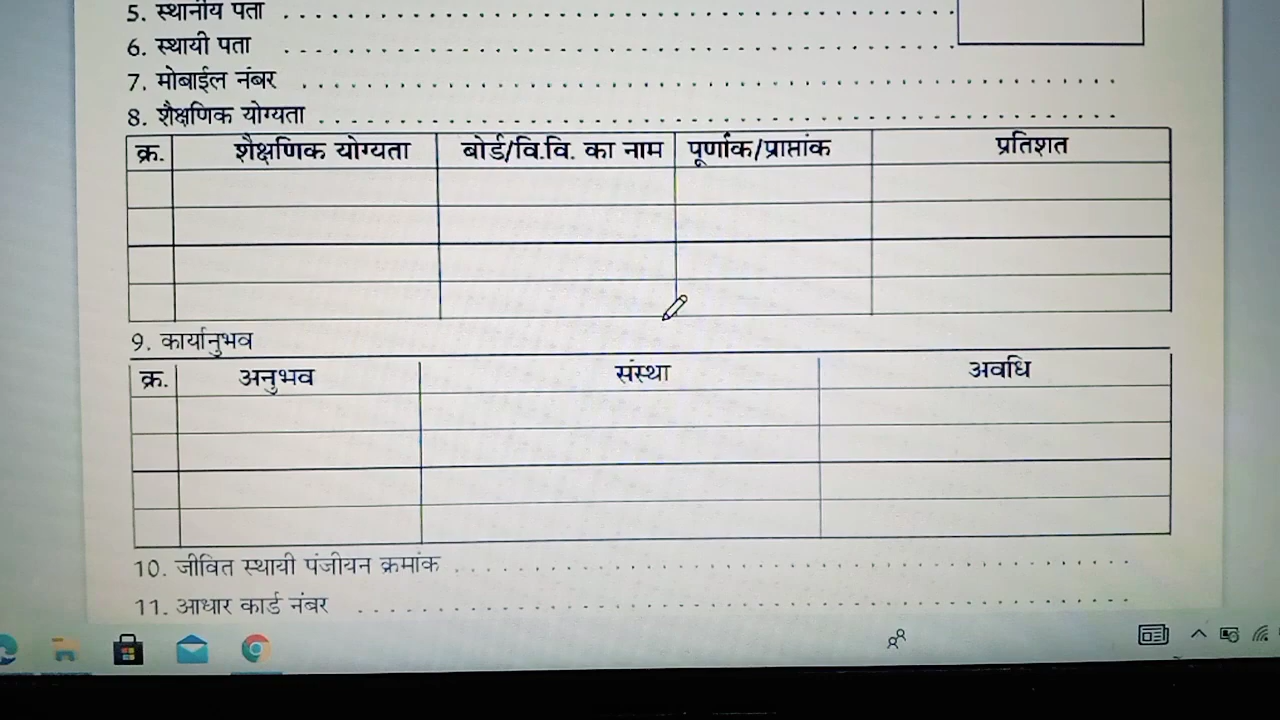 5. स्थानीय पता ................................................
6. स्थायी पता ................................................
7. मोबाईल नंबर ................................................
8. शैक्षणिक योग्यता ................................................
क्र. शैक्षणिक योग्यता बोर्ड/वि.वि. का नाम पूर्णांक/प्राप्तांक प्रतिशत
9. कार्यानुभव
क्र. अनुभव संस्था अवधि
10. जीवित स्थायी पंजीयन क्रमांक ................................................
11. आधार कार्ड नंबर ................................................